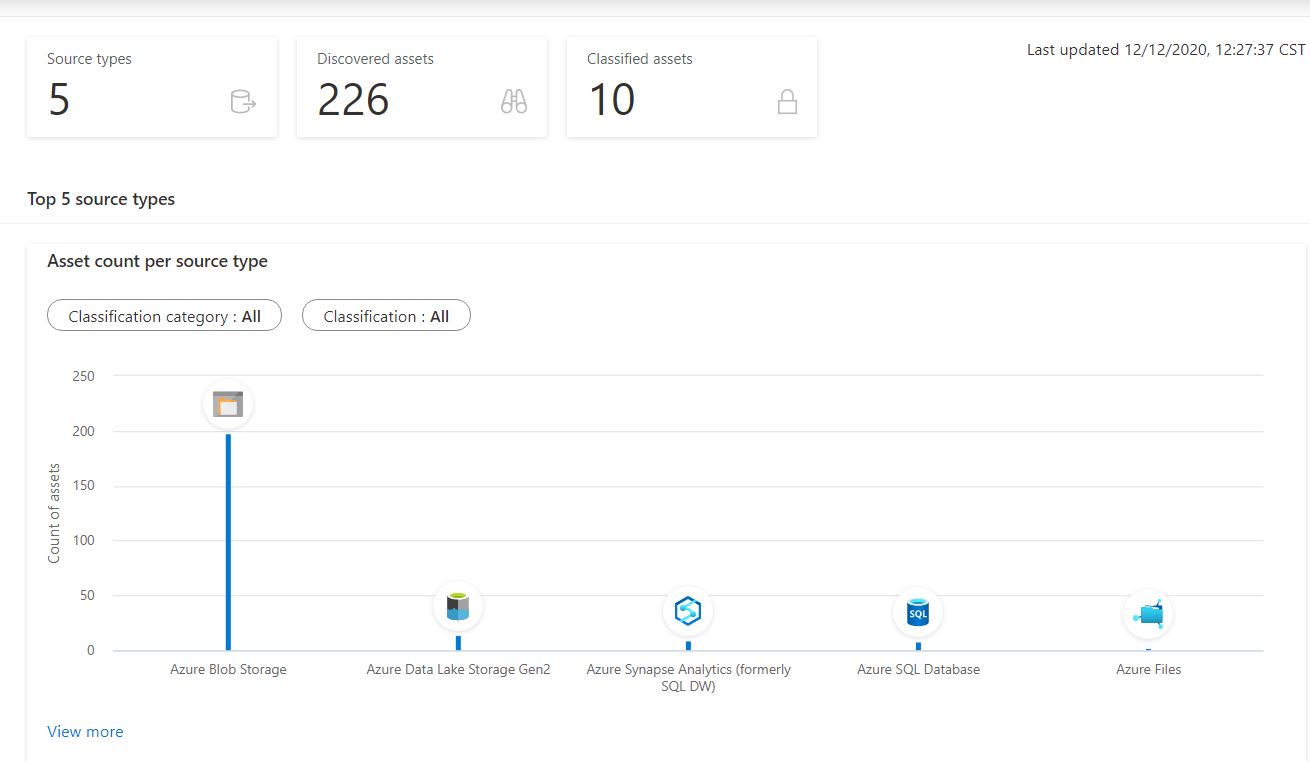 Source types
5
Discovered assets
226
Classified assets
10
Last updated 12/12/2020, 12:27:37 CST
Top 5 source types
Asset count per source type
Classification category : All
Classification : All
Count of assets
250
200
150
100
50
0
SQL
Azure Blob Storage
Azure Data Lake Storage Gen2
Azure Synapse Analytics (formerly
SQL DW)
Azure SQL Database
Azure Files
View more